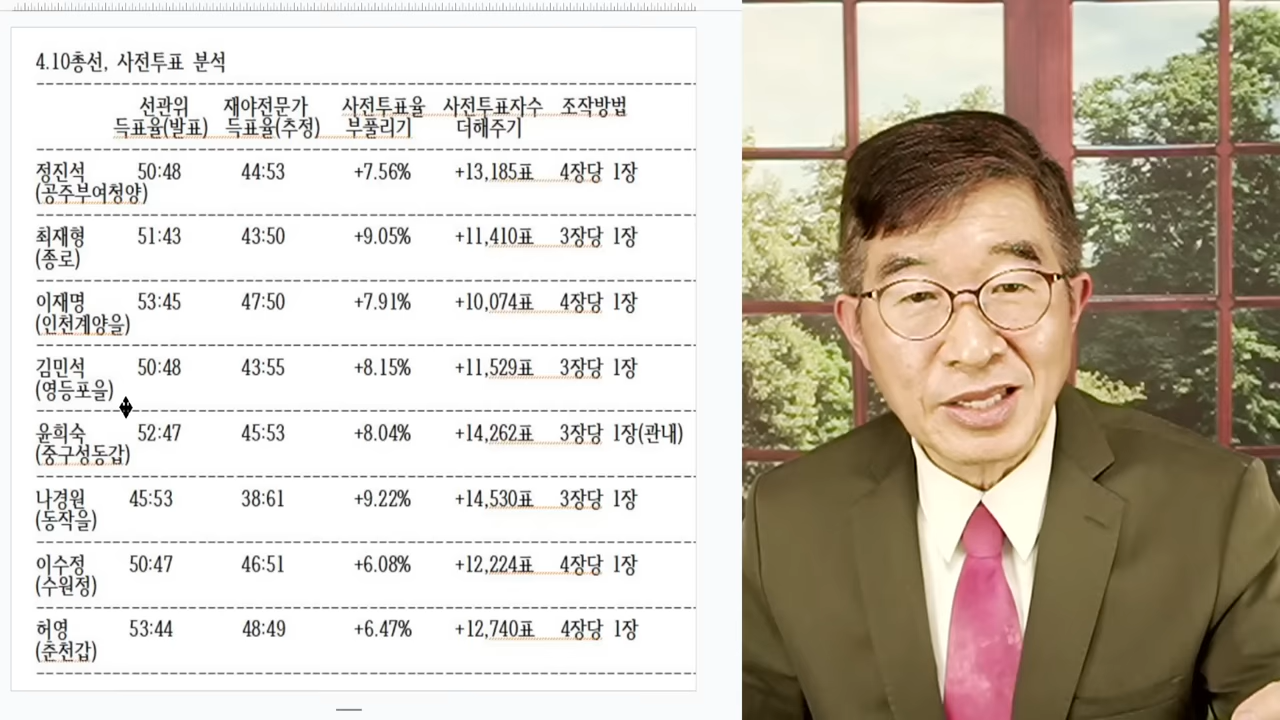 4.10총선, 사전투표 분석
선관위 재야전문가 사전투표율 사전투표자수 조작방법
득표율(발표) 득표율(추정) 부풀리기 더해주기
정진석 50:48 44:53 +7.56% +13,185표 4장당 1장
(공주부여청양)
최재형 51:43 43:50 +9.05% +11,410표 3장당 1장
(종로)
이재명 53:45 47:50 +7.91% +10,074표 4장당 1장
(인천계양을)
김민석 50:48 43:55 +8.15% +11,529표 3장당 1장
(영등포을)
윤희숙 52:47 45:53 +8.04% +14,262표 3장당 1장(관내)
(중구성동갑)
나경원 45:53 38:61 +9.22% +14,530표 3장당 1장
(동작을)
이수정 50:47 46:51 +6.08% +12,224표 4장당 1장
(수원정)
허영 53:44 48:49 +6.47% +12,740표 4장당 1장
(춘천갑)